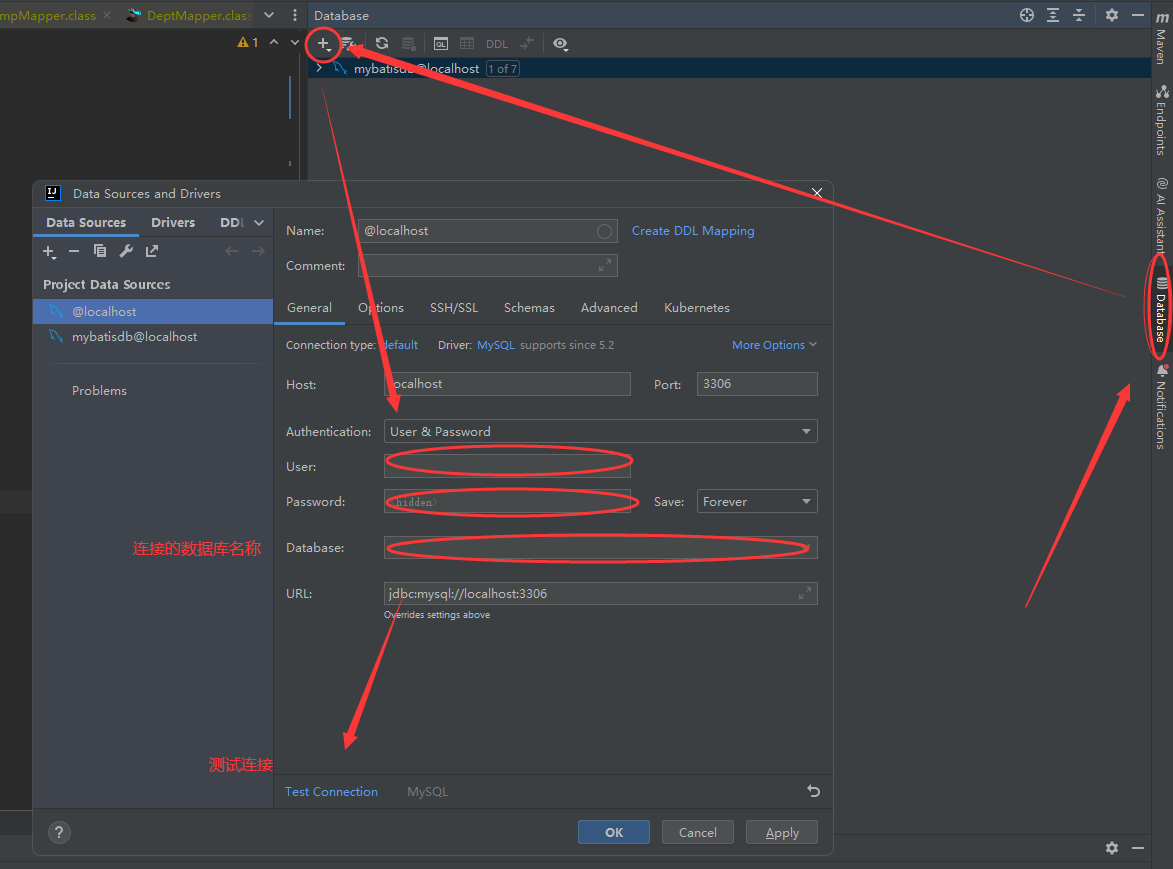 mpMapper.class
DeptMapper.class
1
Database
DDL
mybatisdb@localhost 1 of 7
Maven
Endpoints
AI Assistant
Database
Notifications
Data Sources and Drivers
Data Sources Drivers DDL
Project Data Sources
@localhost
mybatisdb@localhost
Problems
Name: @localhost Create DDL Mapping
Comment:
General Options SSH/SSL Schemas Advanced Kubernetes
Connection type: default Driver: MySQL supports since 5.2 More Options
Host: localhost Port: 3306
Authentication: User & Password
User:
Password: <hidden> Save: Forever
连接的数据库名称
Database:
URL: jdbc:mysql://localhost:3306
Overrides settings above
测试连接
Test Connection MySQL
?
OK Cancel Apply